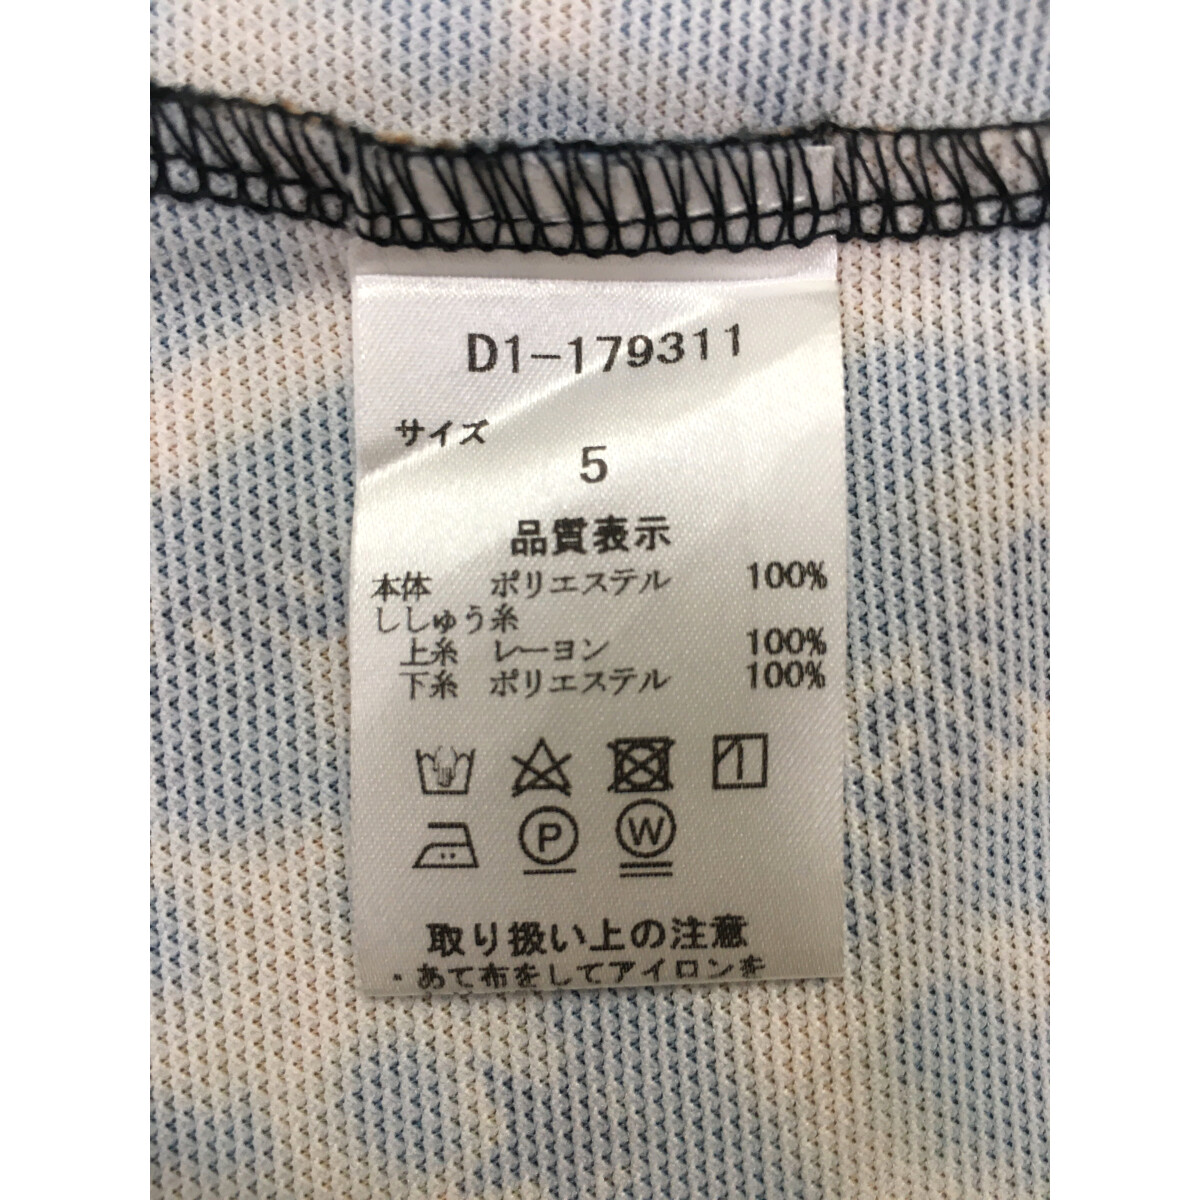 D1-179311
サイズ
5
品質表示
本体 ポリエステル 100%
ししゅう糸
上糸 レーヨン 100%
下糸 ポリエステル 100%
P W
取り扱い上の注意
・あて布をしてアイロンを